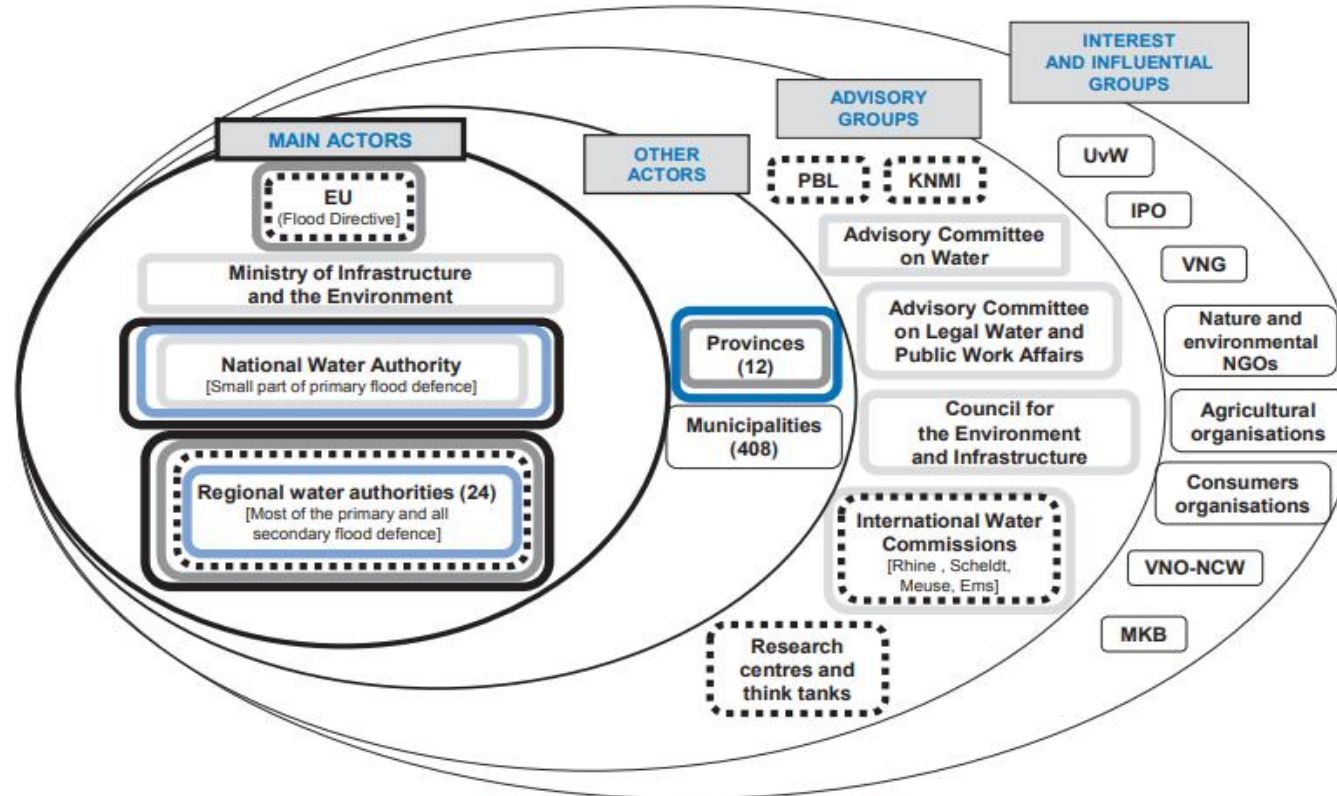 INTEREST
AND INFLUENTIAL
GROUPS
ADVISORY
GROUPS
MAIN ACTORS
OTHER
ACTORS
EU
(Flood Directive]
Ministry of Infrastructure
and the Environment
National Water Authority
[Small part of primary flood defence]
Regional water authorities (24)
[Most of the primary and all
secondary flood defence]
Provinces
(12)
Municipalities
(408)
PBL
KNMI
Advisory Committee
on Water
Advisory Committee
on Legal Water and
Public Work Affairs
Council for
the Environment
and Infrastructure
International Water
Commissions
[Rhine , Scheldt,
Meuse, Ems]
Research
centres and
think tanks
UvW
IPO
VNG
Nature and
environmental
NGOs
Agricultural
organisations
Consumers
organisations
VNO-NCW
MKB